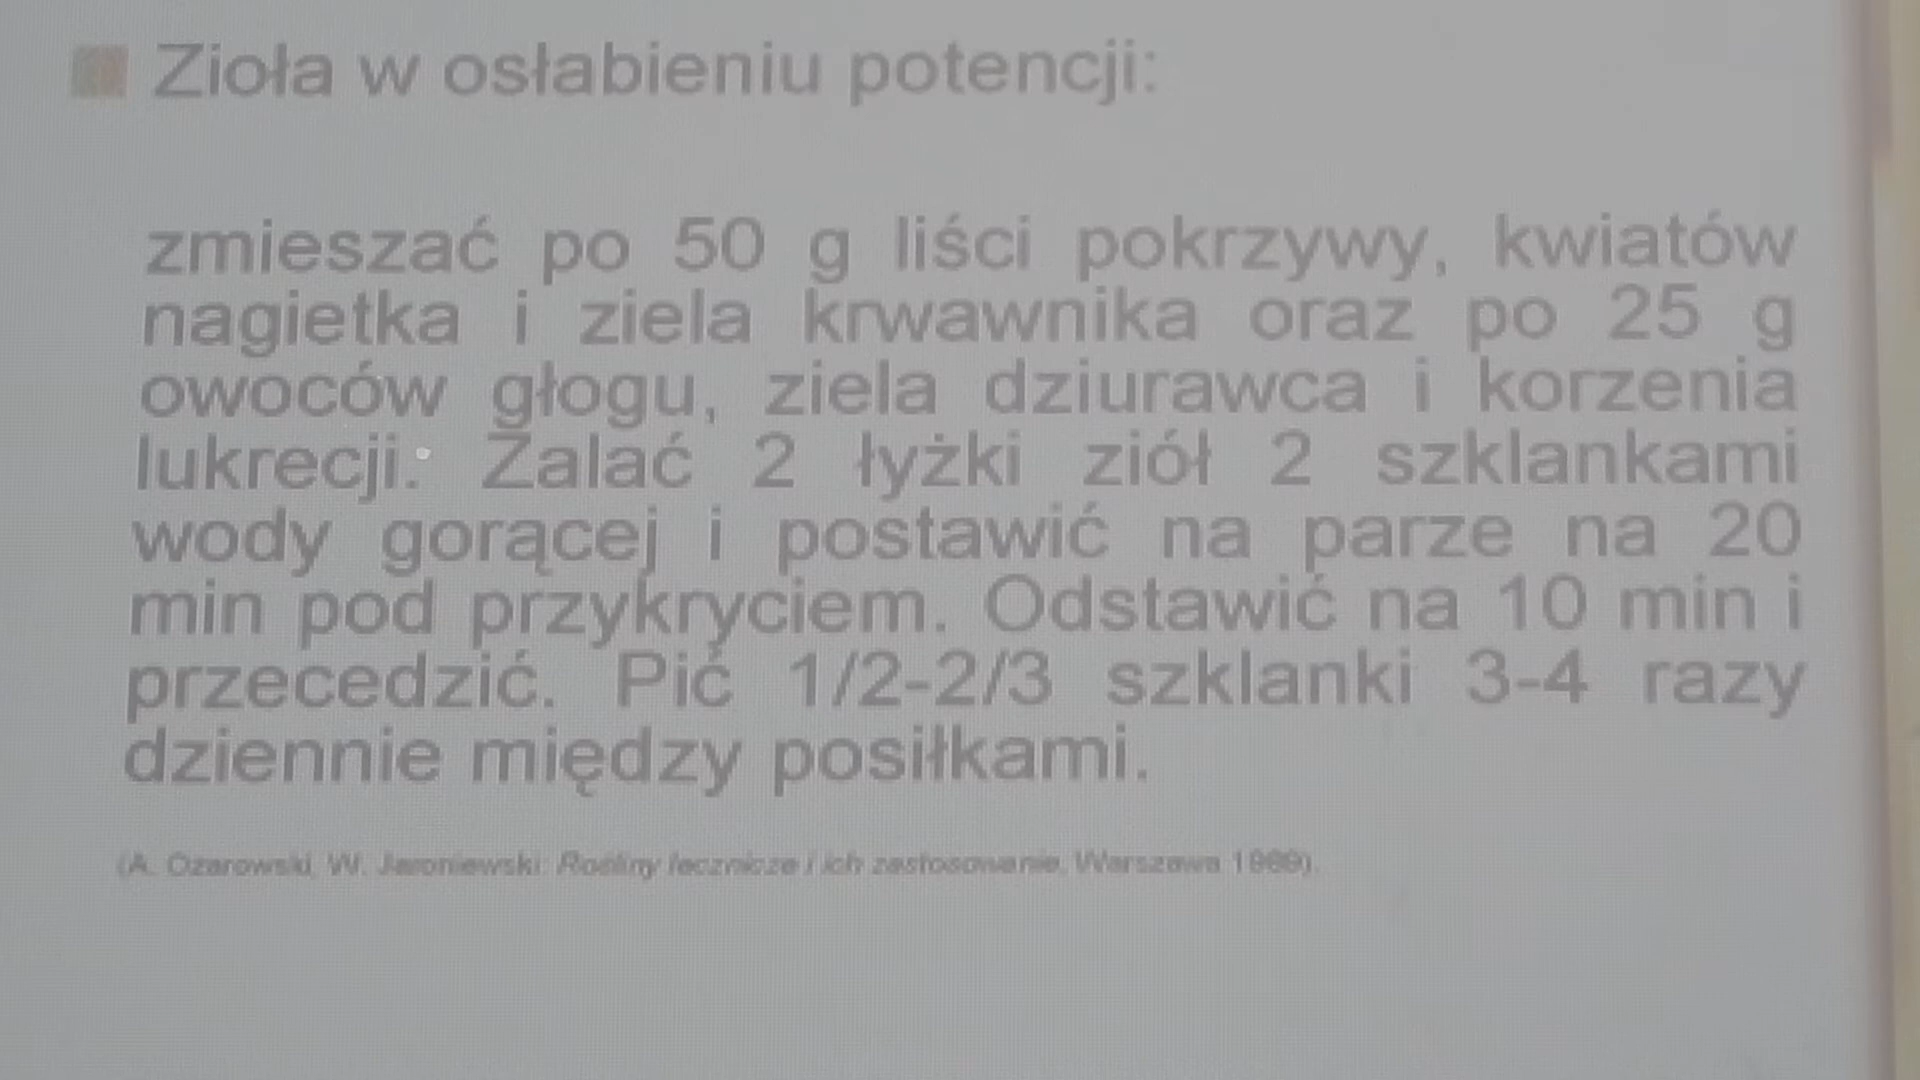 Zioła w osłabieniu potencji:
zmieszać po 50 g liści pokrzywy, kwiatów
nagietka i ziela krwawnika oraz po 25 g
owoców głogu, ziela dziurawca i korzenia
lukrecji. Zalać 2 łyżki ziół 2 szklankami
wody gorącej i postawić na parze na 20
min pod przykryciem. Odstawić na 10 min i
przecedzić. Pić 1/2-2/3 szklanki 3-4 razy
dziennie między posiłkami.
(A. Ożarowski, W. Jaroniewski: Rośliny lecznicze i ich zastosowanie, Warszawa 1989).